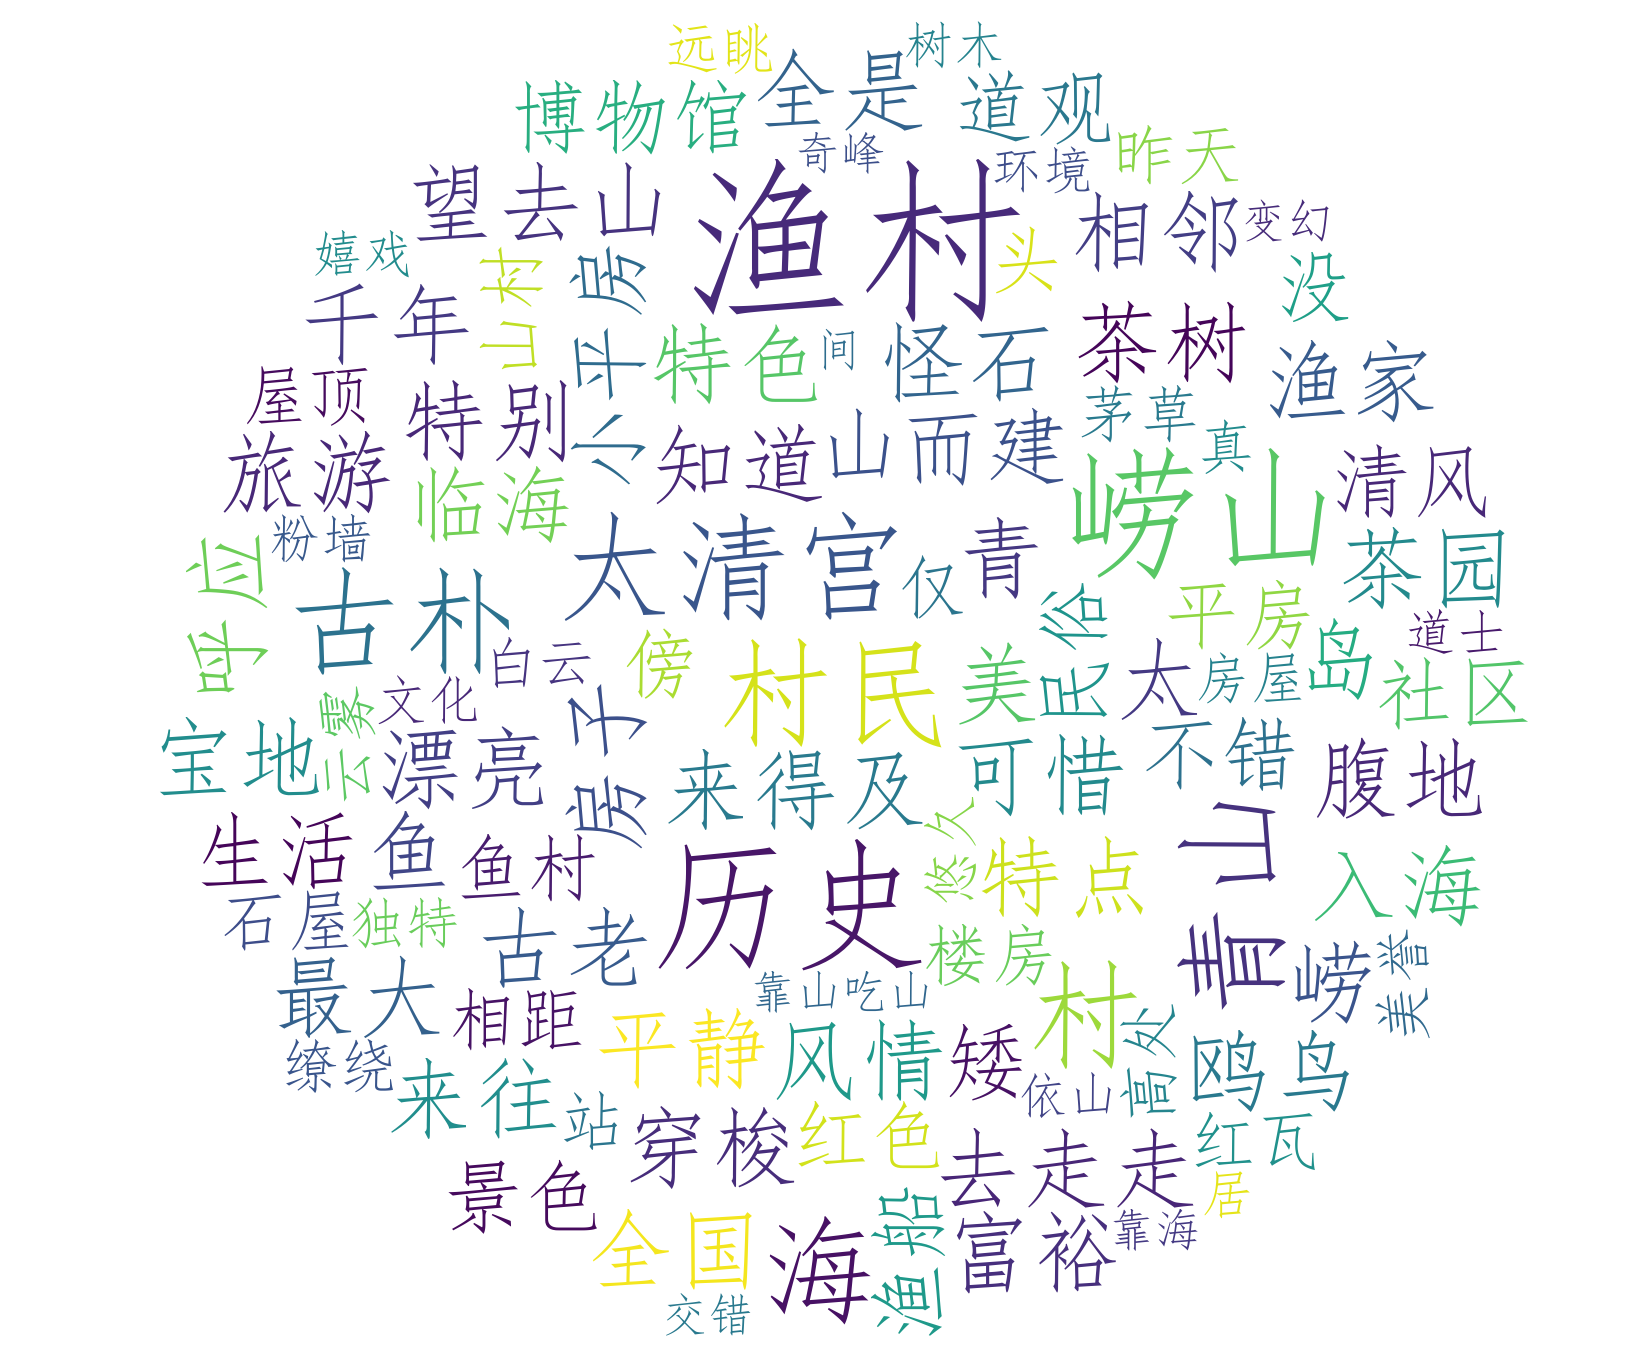 远眺
树木
博物馆
全是
道观
奇峰
环境
昨天
望去山
渔村
相邻
变幻
嬉戏
山村
小平房
头
没
千年
特色
间
怪石
茶树
渔家
屋顶
特别
茅草
旅游
临海
知道
山而建
崂山
真
清风
粉墙
太清宫
仅
青
茶园
呼应
古朴
白云
傍
村民
美
民俗
平房
太
房屋
岛
道士
社区
云雾
文化
宝地
漂亮
房子
来得及
可惜
不错
腹地
生活
鱼
鱼村
历史
悠久
特点
青山
入海
石屋
独特
古老
楼房
崂
美誉
最大
相距
靠山吃山
村
高处
平静
风情
矮
依山
鸥鸟
缭绕
来往
站
穿梭
红色
去走走
红瓦
景色
居
全国
海
渔船
富裕
靠海
交错